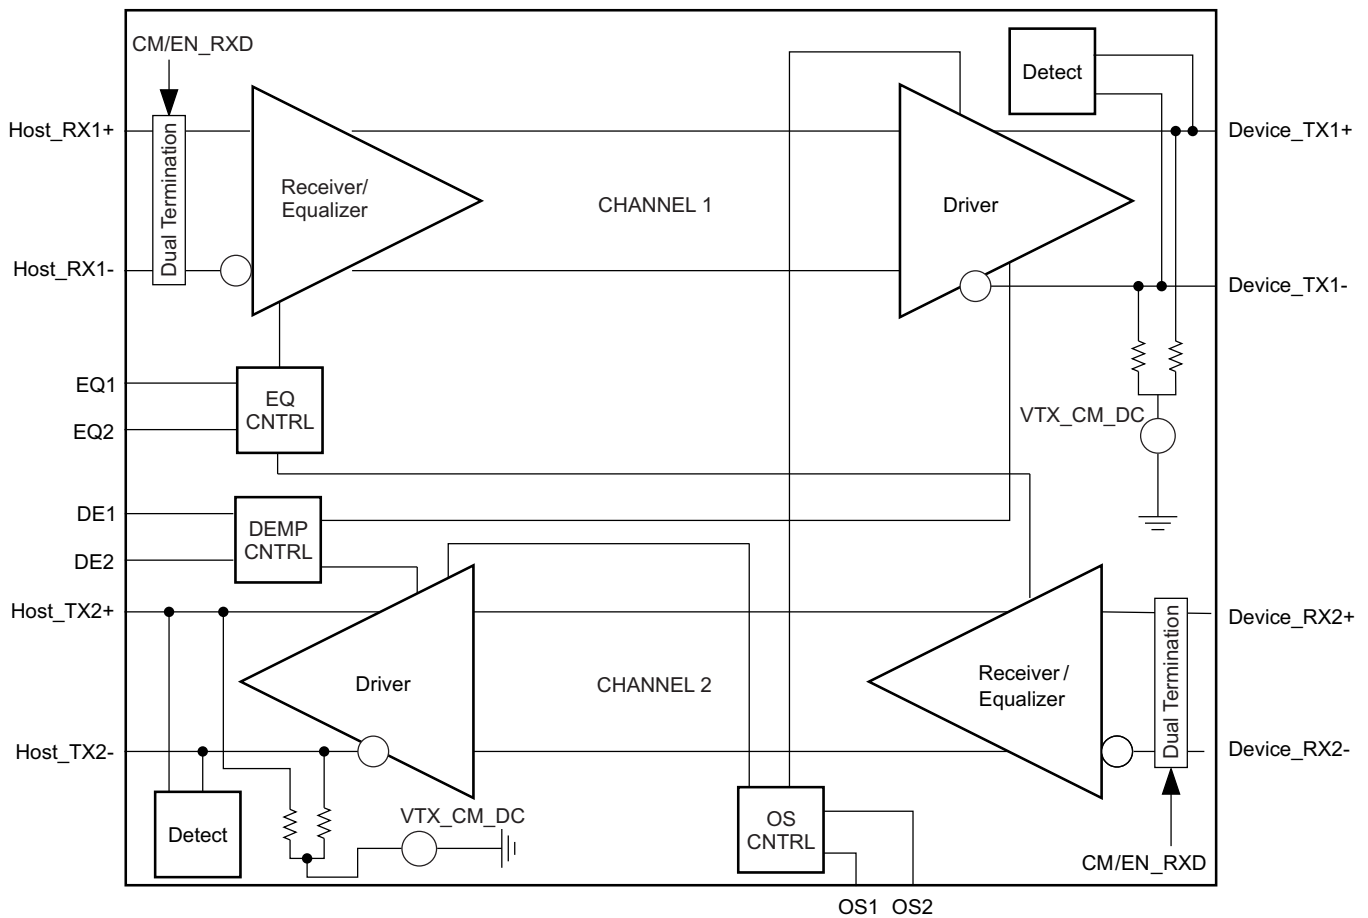 CM/EN_RXD
Detect
Host_RX1+
Device_TX1+
Dual Termination
Receiver/
Equalizer
CHANNEL 1
Driver
Host_RX1-
Device_TX1-
EQ1
EQ
CNTRL
EQ2
VTX_CM_DC
DE1
DEMP
CNTRL
DE2
Host_TX2+
Device_RX2+
Driver
CHANNEL 2
Receiver/
Equalizer
Dual Termination
Host_TX2-
Device_RX2-
Detect
VTX_CM_DC
OS
CNTRL
CM/EN_RXD
OS1 OS2